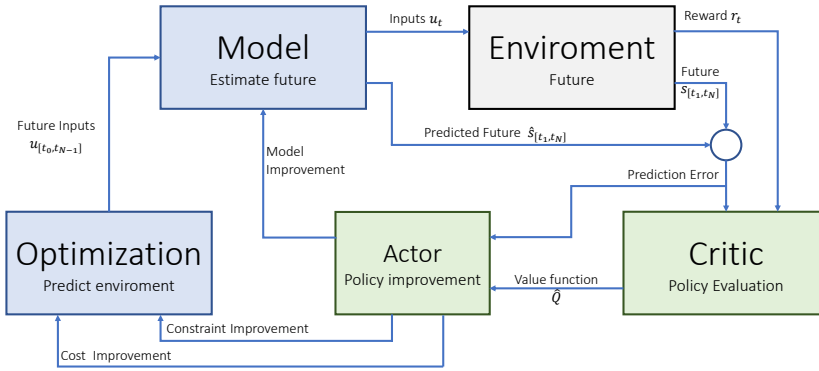 Model
Estimate future
Inputs u_t
Enviroment
Future
Reward r_t
Future
s_[t_1,t_N]
Future Inputs
u_[t_0,t_{N−1}]
Predicted Future ŝ_[t_1,t_N]
Model
Improvement
Prediction Error
Optimization
Predict enviroment
Actor
Policy improvement
Value function
Q̂
Critic
Policy Evaluation
Constraint Improvement
Cost Improvement